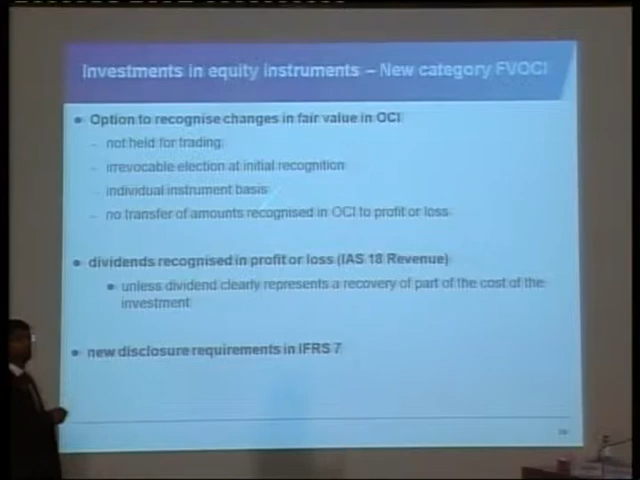 Investments in equity instruments – New category FVOCI
• Option to recognise changes in fair value in OCI
– not held for trading
– irrevocable election at initial recognition
– individual instrument basis
– no transfer of amounts recognised in OCI to profit or loss
• dividends recognised in profit or loss (IAS 18 Revenue)
• unless dividend clearly represents a recovery of part of the cost of the
investment
• new disclosure requirements in IFRS 7